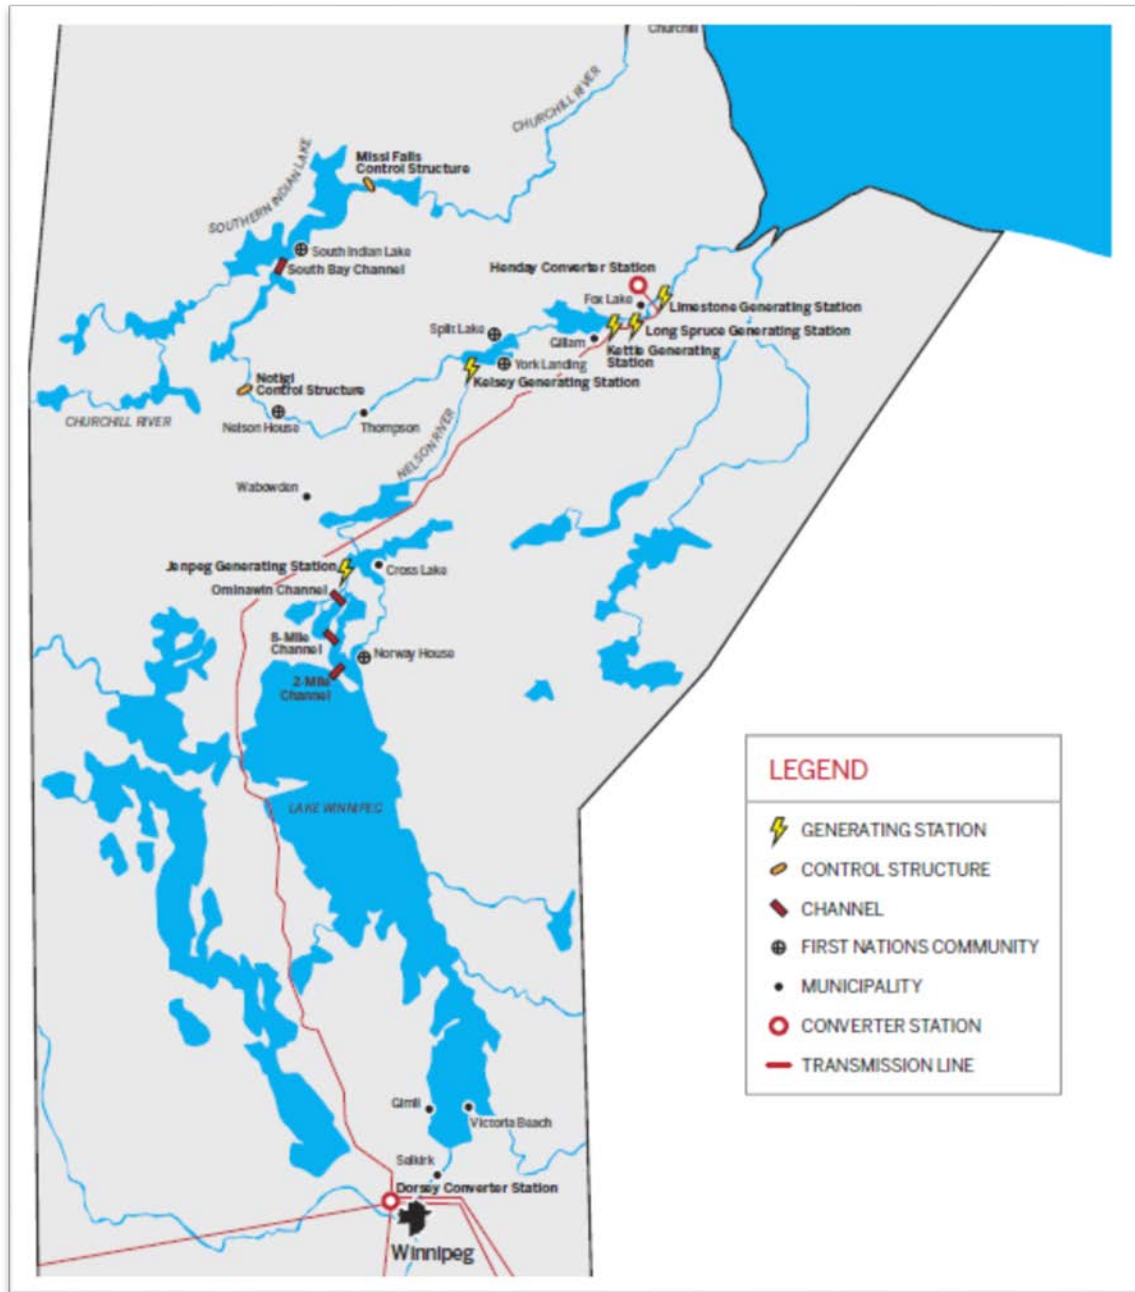 Churchill
CHURCHILL RIVER
Missi Falls
Control Structure
SOUTHERN INDIAN LAKE
South Indian Lake
South Bay Channel
Henday Converter Station
Fox Lake
Limestone Generating Station
Split Lake
Long Spruce Generating Station
Gillam
Kettle Generating
Station
York Landing
Kelsey Generating Station
Notigi
Control Structure
CHURCHILL RIVER
Nelson House
Thompson
NELSON RIVER
Wabowden
Jenpeg Generating Station
Cross Lake
Ominawin Channel
8-Mile
Channel
Norway House
2-Mile
Channel
LAKE WINNIPEG
LEGEND
GENERATING STATION
CONTROL STRUCTURE
CHANNEL
FIRST NATIONS COMMUNITY
MUNICIPALITY
CONVERTER STATION
TRANSMISSION LINE
Gimli
Victoria Beach
Selkirk
Dorsey Converter Station
Winnipeg